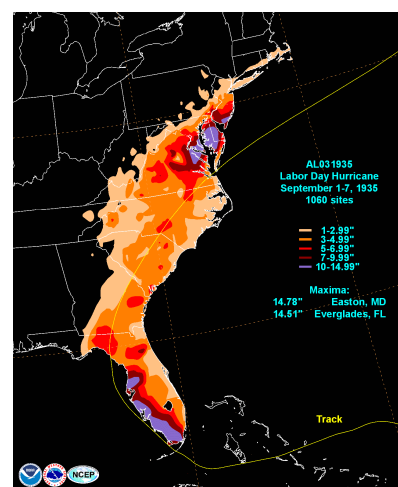 AL031935
Labor Day Hurricane
September 1-7, 1935
1060 sites
1-2.99"
3-4.99"
5-6.99"
7-9.99"
10-14.99"
Maxima:
14.78" Easton, MD
14.51" Everglades, FL
Track
NCEP